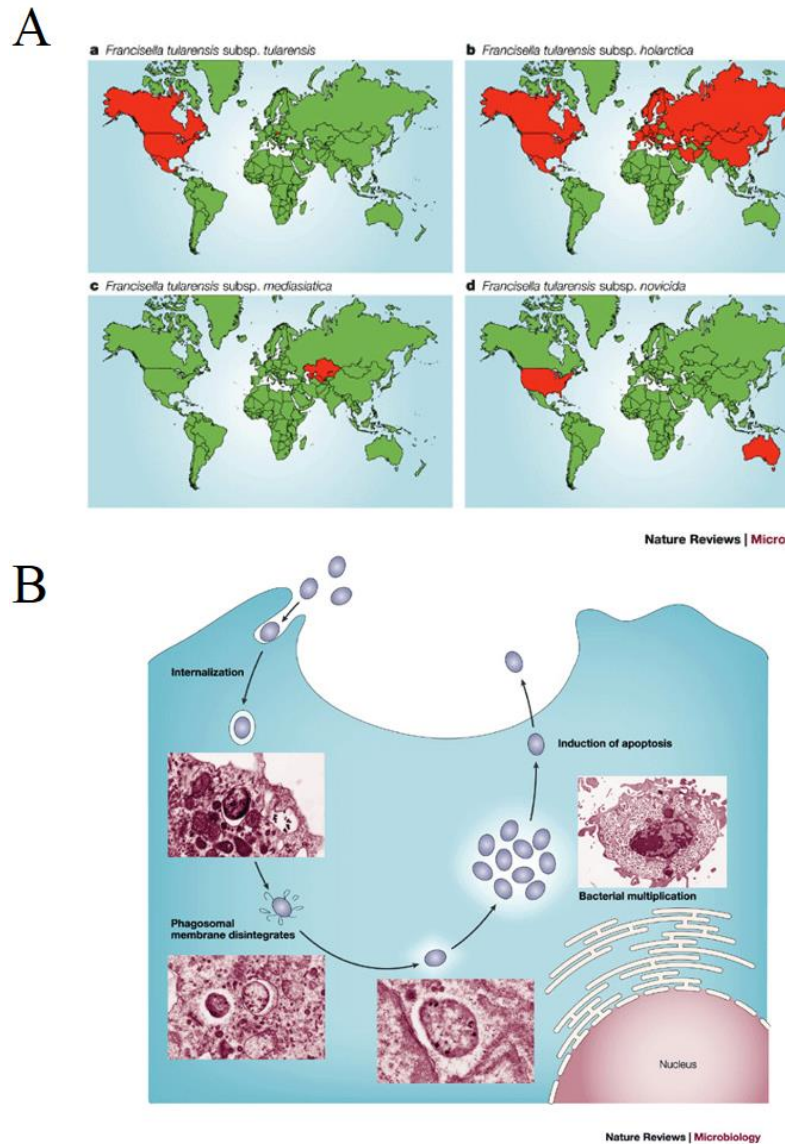 A
a Francisella tularensis subsp. tularensis
b Francisella tularensis subsp. holarctica
c Francisella tularensis subsp. mediasiatica
d Francisella tularensis subsp. novicida
Nature Reviews | Micro
B
Internalization
Induction of apoptosis
Bacterial multiplication
Phagosomal
membrane disintegrates
Nucleus
Nature Reviews | Microbiology